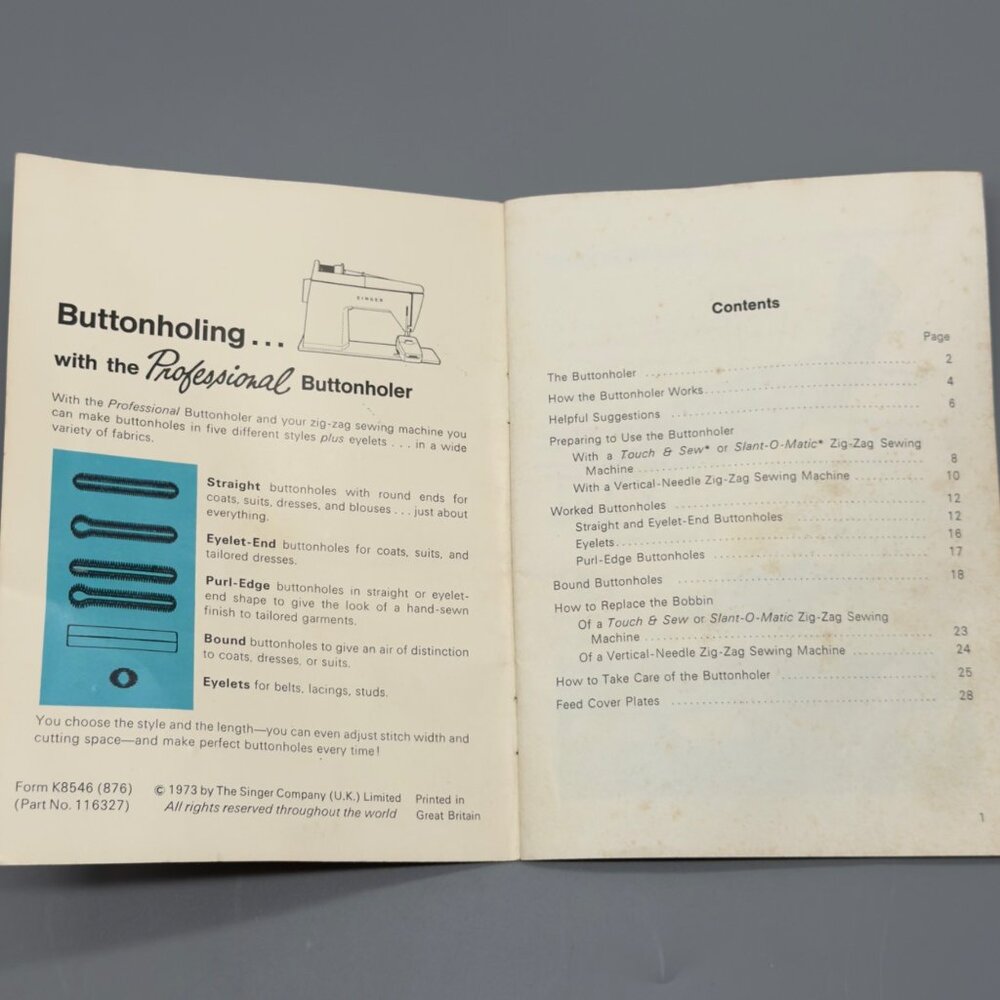 SINGER
Buttonholing...
with the Professional Buttonholer
With the Professional Buttonholer and your zig-zag sewing machine you
can make buttonholes in five different styles plus eyelets . . . in a wide
variety of fabrics.
Straight buttonholes with round ends for
coats, suits, dresses, and blouses . . . just about
everything.
Eyelet-End buttonholes for coats, suits, and
tailored dresses.
Purl-Edge buttonholes in straight or eyelet-
end shape to give the look of a hand-sewn
finish to tailored garments.
Bound buttonholes to give an air of distinction
to coats, dresses, or suits.
Eyelets for belts, lacings, studs.
You choose the style and the length—you can even adjust stitch width and
cutting space—and make perfect buttonholes every time!
Form K8546 (876)
(Part No. 116327)
© 1973 by The Singer Company (U.K.) Limited
All rights reserved throughout the world
Printed in
Great Britain
Contents
Page
The Buttonholer 2
How the Buttonholer Works 4
Helpful Suggestions 6
Preparing to Use the Buttonholer
With a Touch & Sew* or Slant-O-Matic* Zig-Zag Sewing
Machine 8
With a Vertical-Needle Zig-Zag Sewing Machine 10
Worked Buttonholes 12
Straight and Eyelet-End Buttonholes 12
Eyelets 16
Purl-Edge Buttonholes 17
Bound Buttonholes 18
How to Replace the Bobbin
Of a Touch & Sew or Slant-O-Matic Zig-Zag Sewing
Machine 23
Of a Vertical-Needle Zig-Zag Sewing Machine 24
How to Take Care of the Buttonholer 25
Feed Cover Plates 28
1